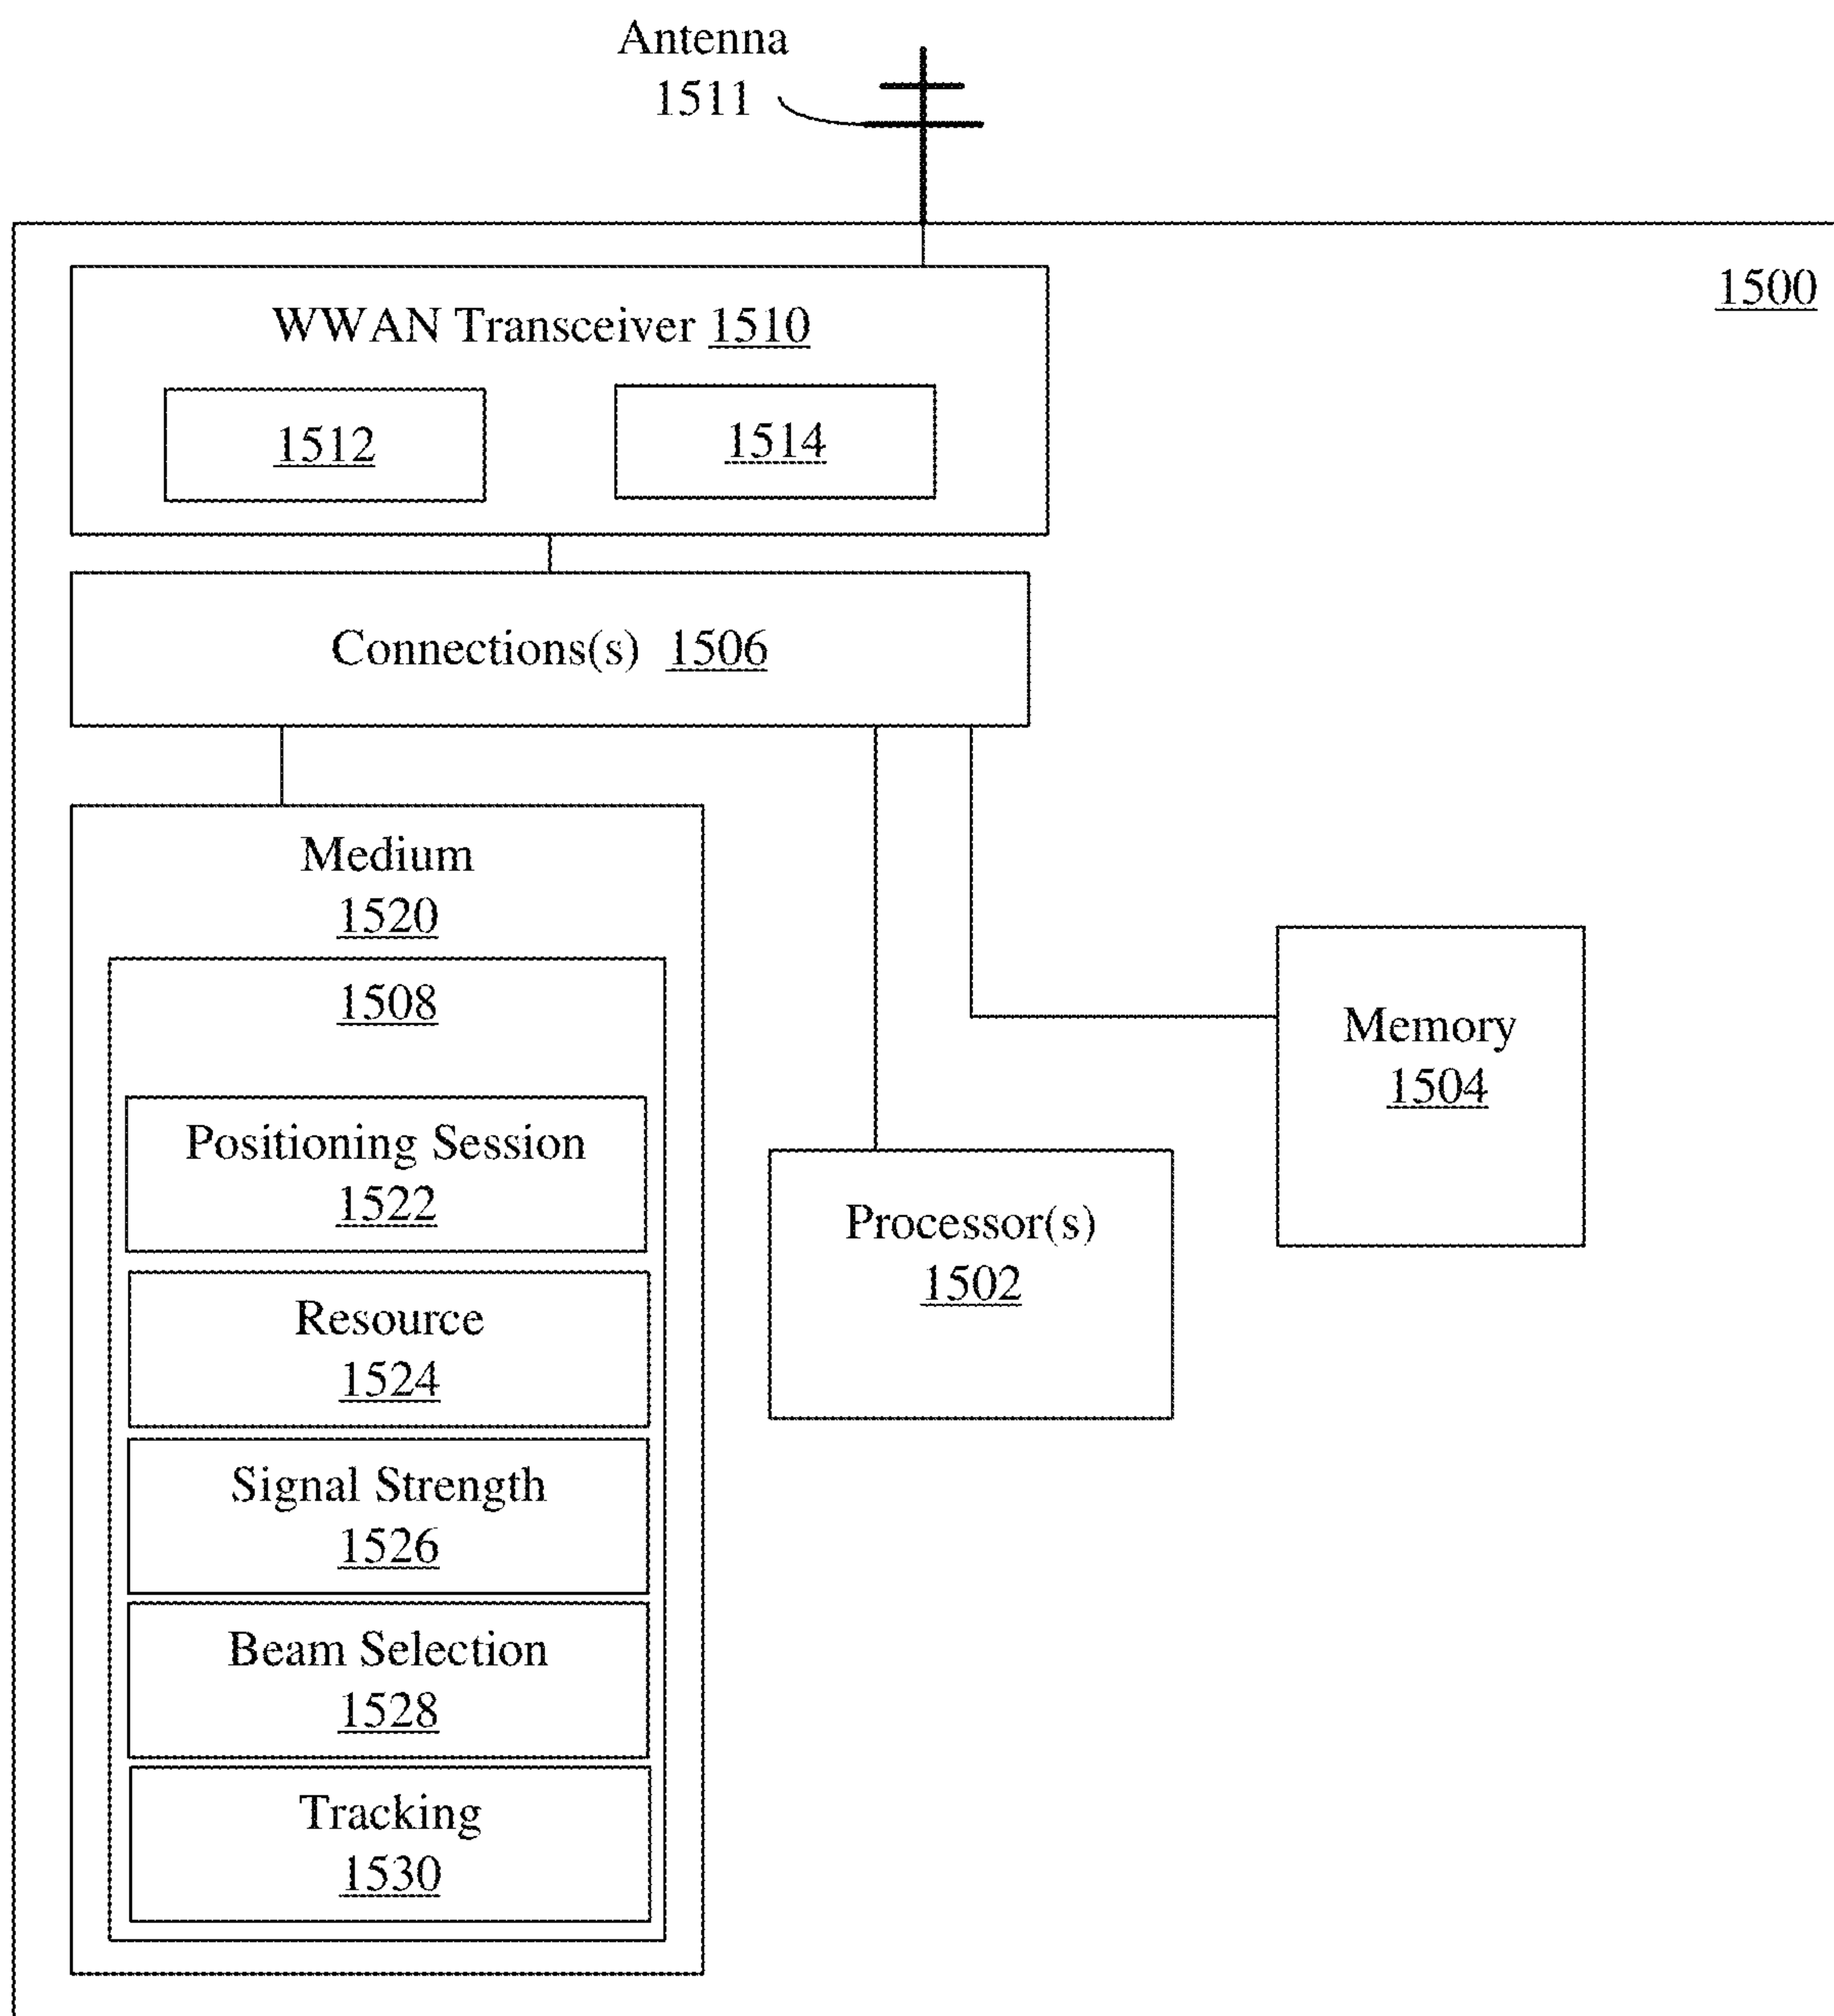 Antenna
1511
1500
WWAN Transceiver 1510
1512
1514
Connections(s) 1506
Medium
1520
1508
Positioning Session
1522
Resource
1524
Signal Strength
1526
Beam Selection
1528
Tracking
1530
Processor(s)
1502
Memory
1504